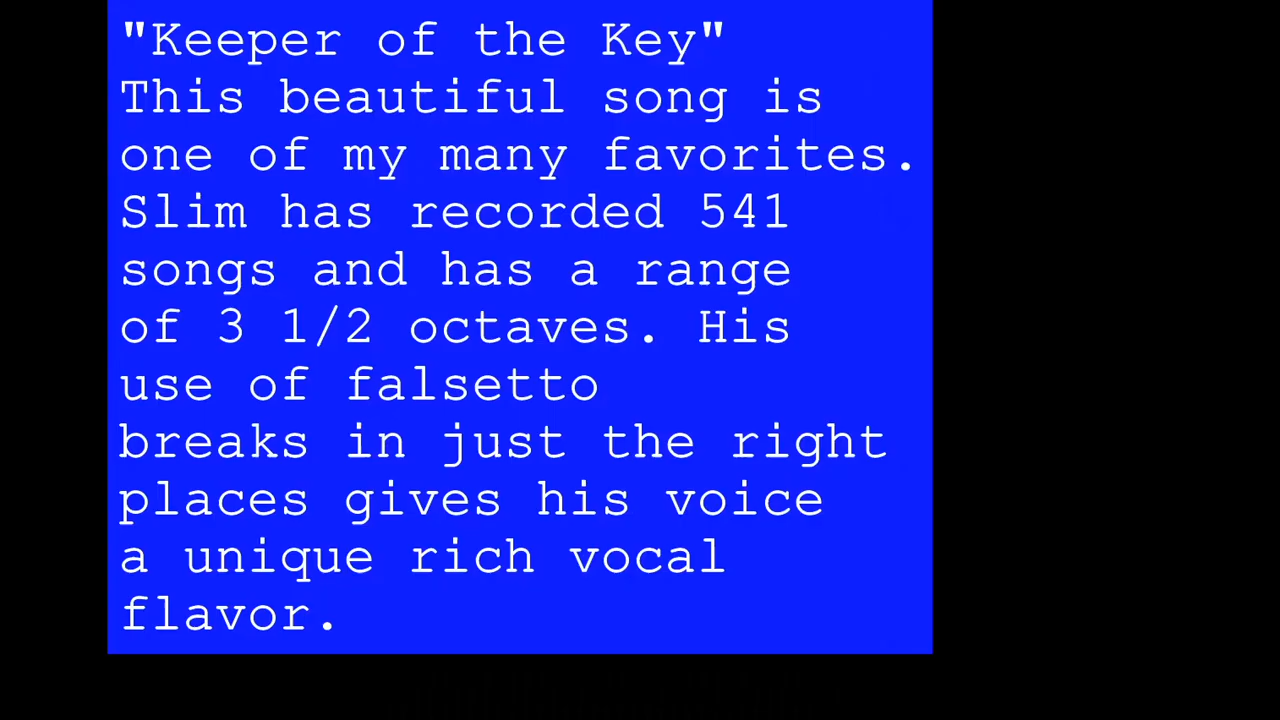 "Keeper of the Key"
This beautiful song is
one of my many favorites.
Slim has recorded 541
songs and has a range
of 3 1/2 octaves. His
use of falsetto
breaks in just the right
places gives his voice
a unique rich vocal
flavor.